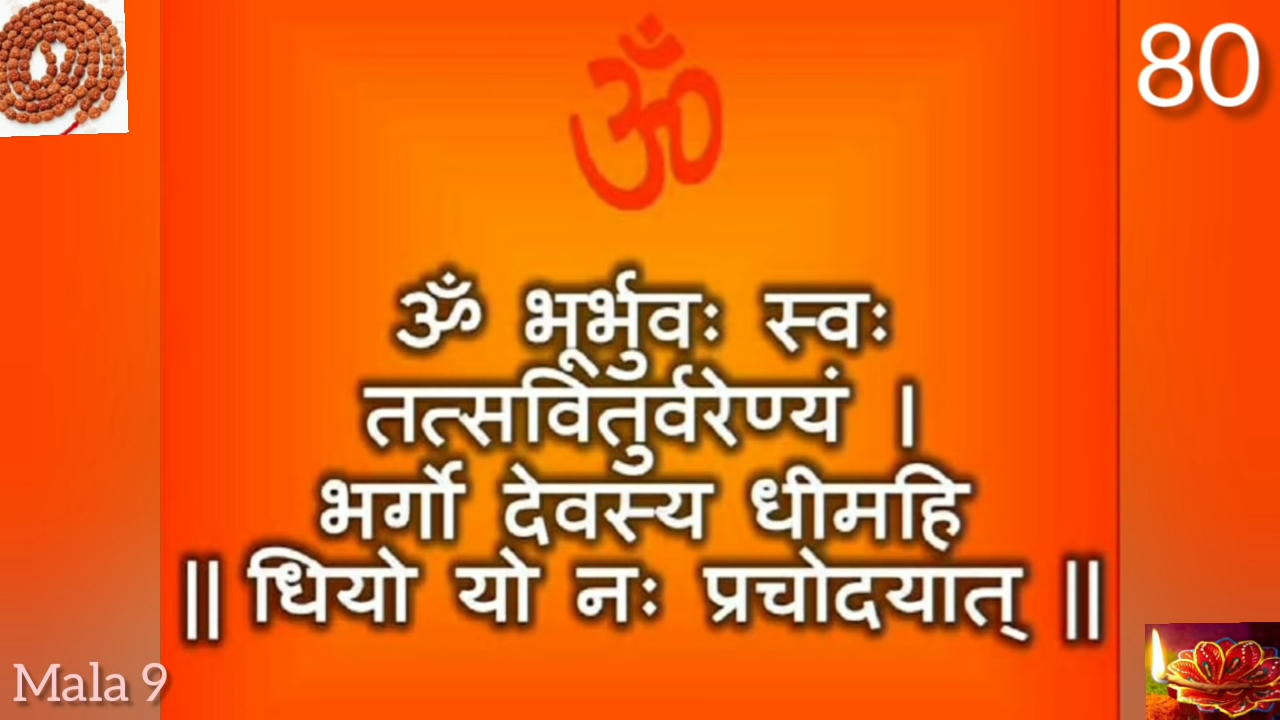 80
ॐ
ॐ भूर्भुवः स्वः
तत्सवितुर्वरेण्यं ।
भर्गो देवस्य धीमहि
|| धियो यो नः प्रचोदयात् ||
Mala 9